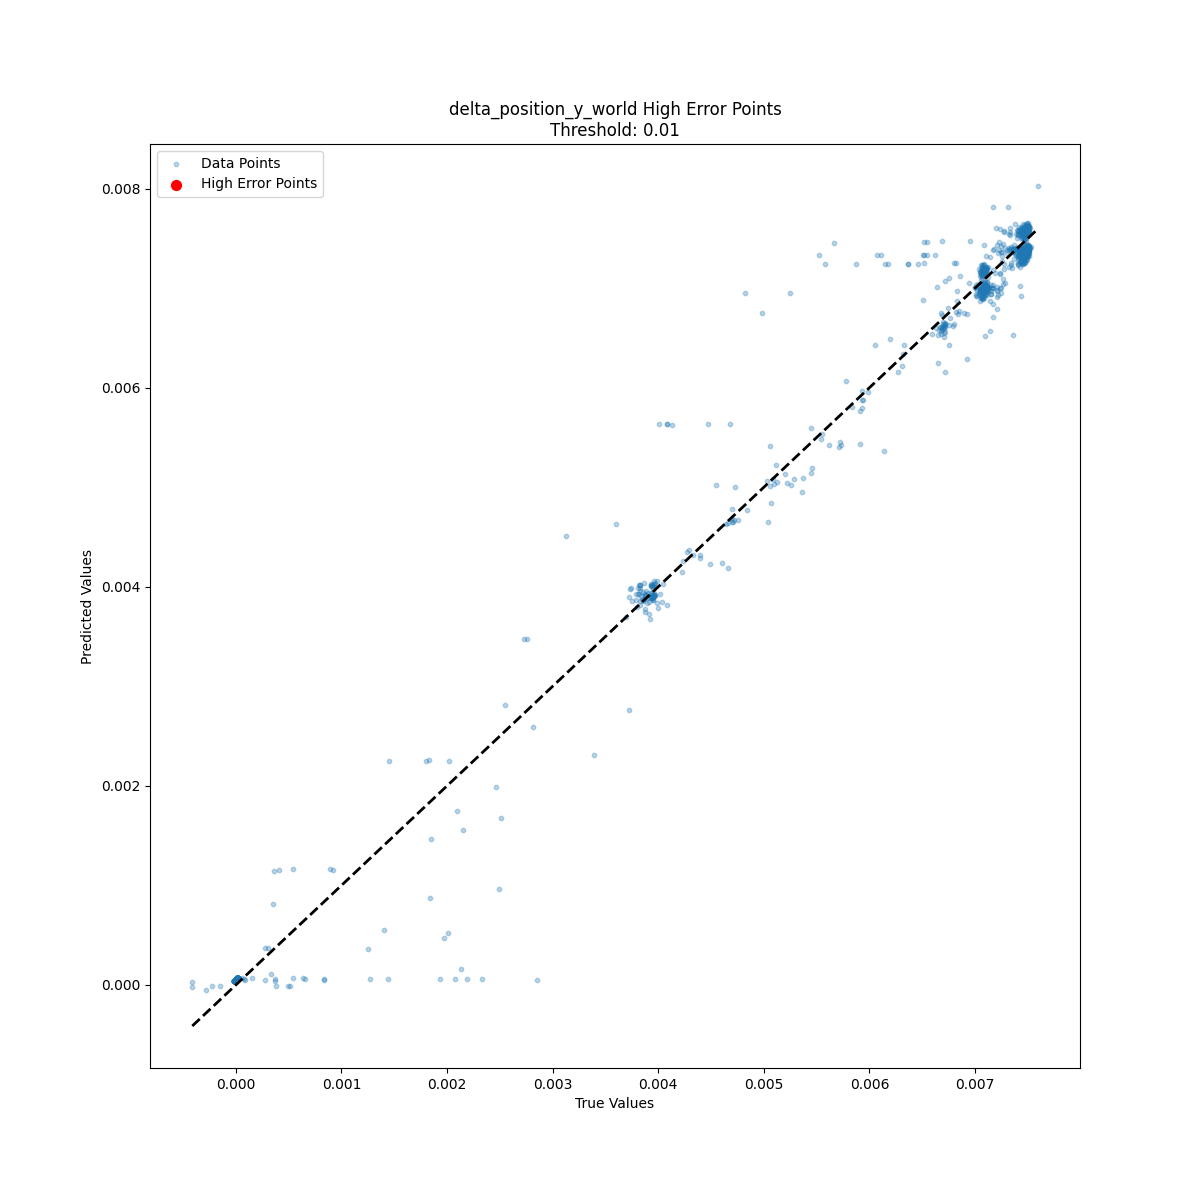 delta_position_y_world High Error Points
Threshold: 0.01
Data Points
High Error Points
0.008
0.006
0.004
0.002
0.000
Predicted Values
0.000 0.001 0.002 0.003 0.004 0.005 0.006 0.007
True Values